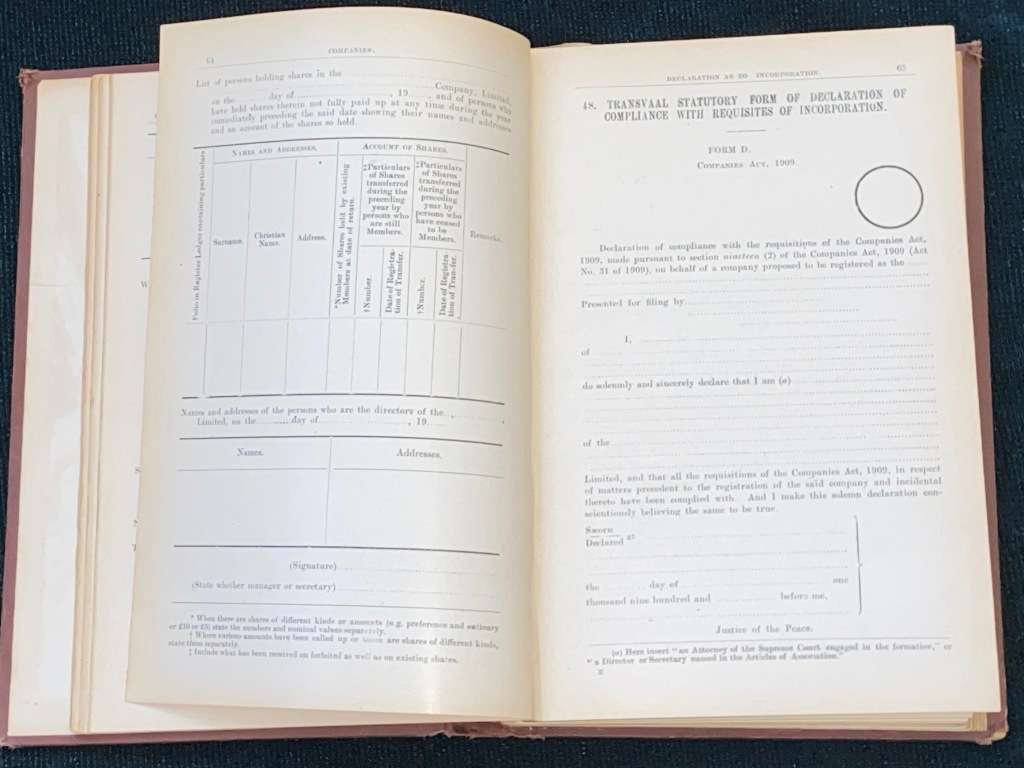 64
COMPANIES.
List of persons holding shares in the
Company, Limited,
on the day of , 19 and of persons who
have held shares therein not fully paid up at any time during the year
immediately preceding the said date showing their names and addresses
and an account of the shares so held.
Folio in Register Ledger containing particulars
NAMES AND ADDRESSES.
Surname.
Christian
Name.
Address.
ACCOUNT OF SHARES.
*Number of Shares held by existing
Members at date of return.
‡Particulars
of Shares
transferred
during the
preceding
year by
persons who
are still
Members.
†Number.
Date of Registra-
tion of Transfer.
‡Particulars
of Shares
transferred
during the
preceding
year by
persons who
have ceased
to be
Members.
†Number.
Date of Registra-
tion of Transfer.
Remarks.
Names and addresses of the persons who are the directors of the
Limited, on the day of , 19
Names.
Addresses.
(Signature)
(State whether manager or secretary)
* When there are shares of different kinds or amounts (e.g. preference and
or £10 or £5) state the numbers and nominal values separately.
† Where various amounts have been called up or are shares of different kinds,
state them separately.
‡ Include what has been received on forfeited as well as on existing shares.
DECLARATION AS TO INCORPORATION.
65
48. TRANSVAAL STATUTORY FORM OF DECLARATION OF
COMPLIANCE WITH REQUISITES OF INCORPORATION.
FORM D.
COMPANIES ACT, 1909.
Declaration of compliance with the requisitions of the Companies Act,
1909, made pursuant to section nineteen (2) of the Companies Act, 1909 (Act
No. 31 of 1909), on behalf of a company proposed to be registered as the
Presented for filing by
I,
of
do solemnly and sincerely declare that I am (a)
of the
Limited, and that all the requisitions of the Companies Act, 1909, in respect
of matters precedent to the registration of the said company and incidental
thereto have been complied with. And I make this solemn declaration con-
scientiously believing the same to be true.
Sworn
Declared at
the day of one
thousand nine hundred and before me,
Justice of the Peace.
(a) Here insert "an Attorney of the Supreme Court engaged in the formation," or
"a Director or Secretary named in the Articles of Association."